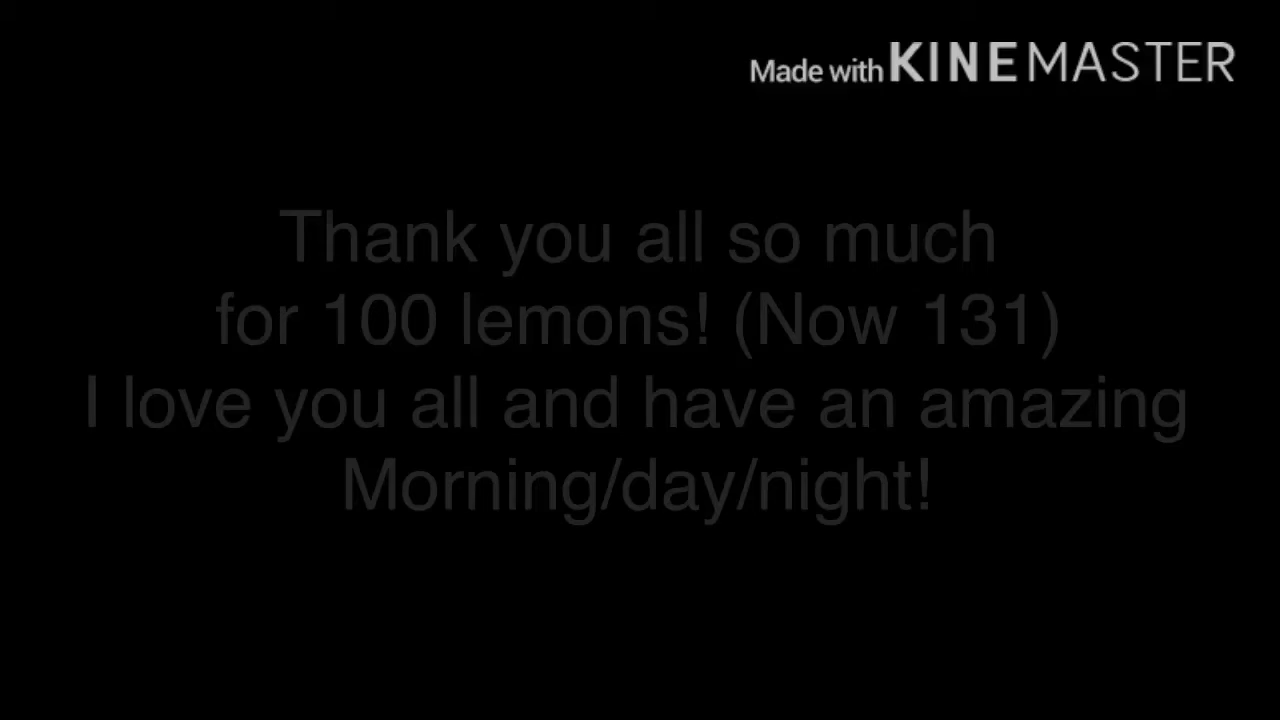 Made with KINEMASTER
Thank you all so much
for 100 lemons! (Now 131)
I love you all and have an amazing
Morning/day/night!